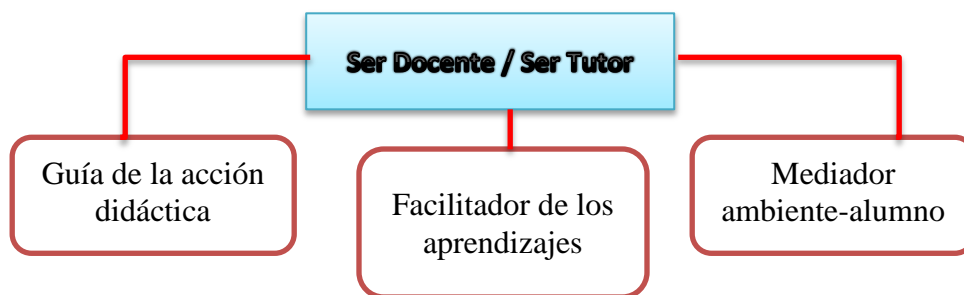 Ser Docente / Ser Tutor
Guía de la acción
didáctica
Facilitador de los
aprendizajes
Mediador
ambiente-alumno